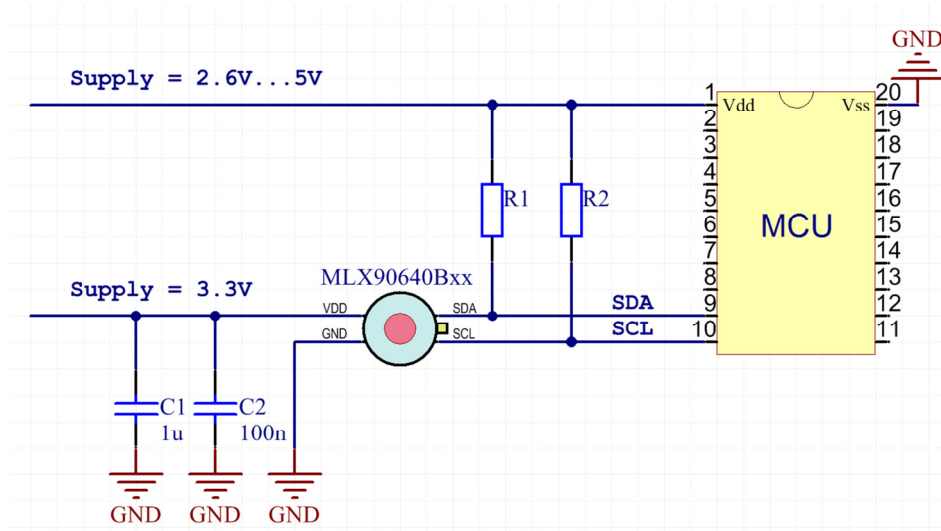 GND
Supply = 2.6V...5V
1 Vdd Vss 20
2 19
3 18
4 17
5 16
6 15
7 14
8 13
9 12
10 11
MCU
R1 R2
MLX90640Bxx
Supply = 3.3V
VDD SDA
GND SCL
SDA
SCL
C1 C2
1u 100n
GND GND GND